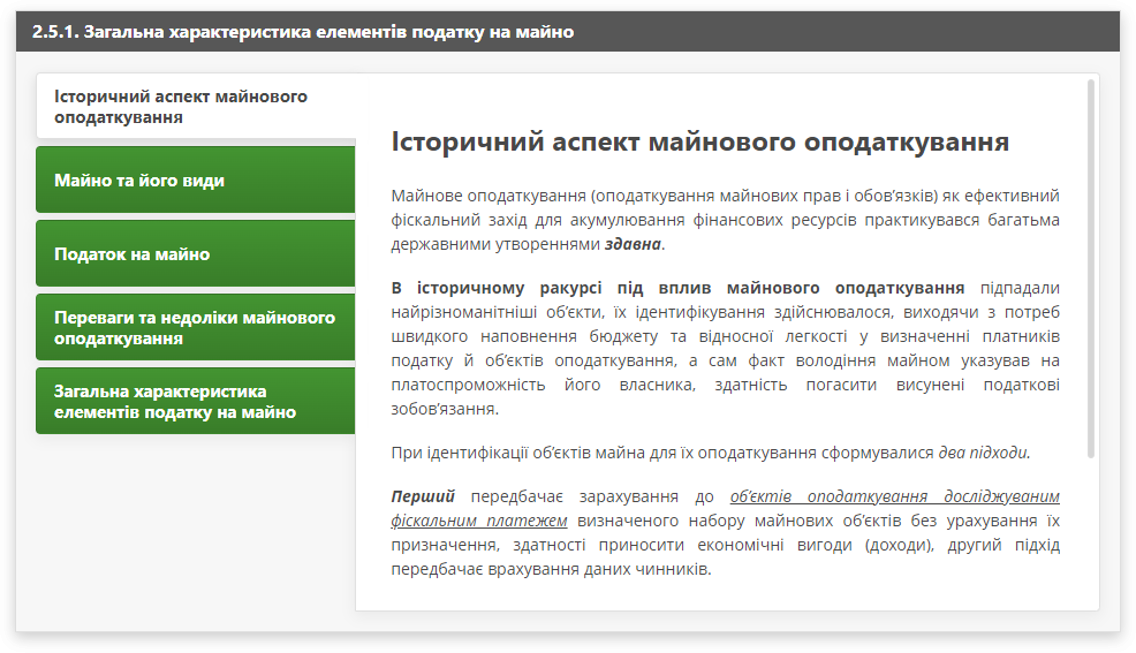 2.5.1. Загальна характеристика елементів податку на майно
Історичний аспект майнового
оподаткування
Майно та його види
Податок на майно
Переваги та недоліки майнового
оподаткування
Загальна характеристика
елементів податку на майно
Історичний аспект майнового оподаткування
Майнове оподаткування (оподаткування майнових прав і обов’язків) як ефективний
фіскальний захід для акумулювання фінансових ресурсів практикувався багатьма
державними утвореннями здавна.
В історичному ракурсі під вплив майнового оподаткування підпадали
найрізноманітніші об’єкти, їх ідентифікування здійснювалося, виходячи з потреб
швидкого наповнення бюджету та відносної легкості у визначенні платників
податку й об’єктів оподаткування, а сам факт володіння майном указував на
платоспроможність його власника, здатність погасити висунені податкові
зобов’язання.
При ідентифікації об’єктів майна для їх оподаткування сформувалися два підходи.
Перший передбачає зарахування до об’єктів оподаткування досліджуваним
фіскальним платежем визначеного набору майнових об’єктів без урахування їх
призначення, здатності приносити економічні вигоди (доходи), другий підхід
передбачає врахування даних чинників.